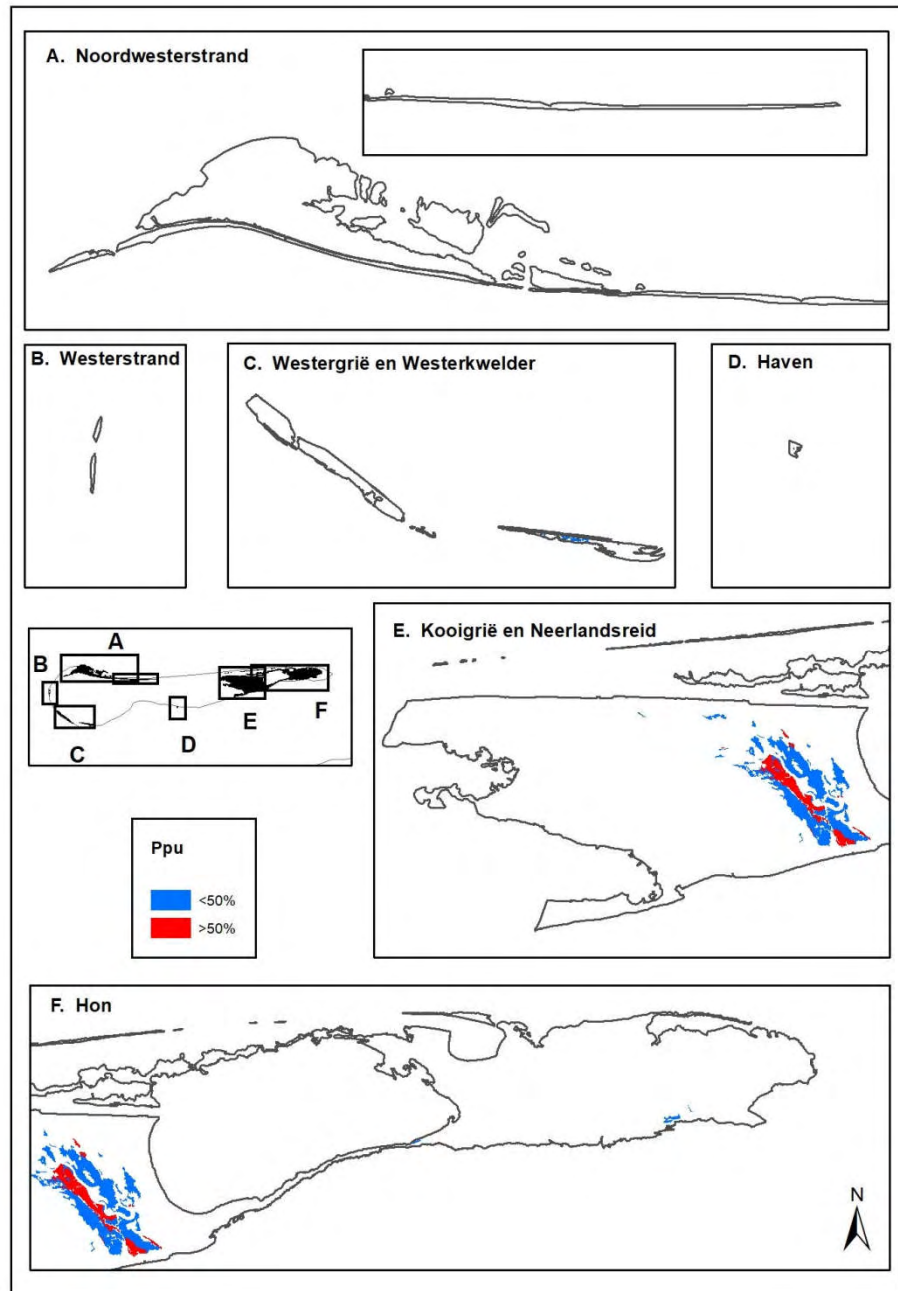 A. Noordwesterstrand
B. Westerstrand
C. Westergrië en Westerkwelder
D. Haven
A
B
C
D
E
F
E. Kooigrië en Neerlandsreid
Ppu
<50%
>50%
F. Hon
N